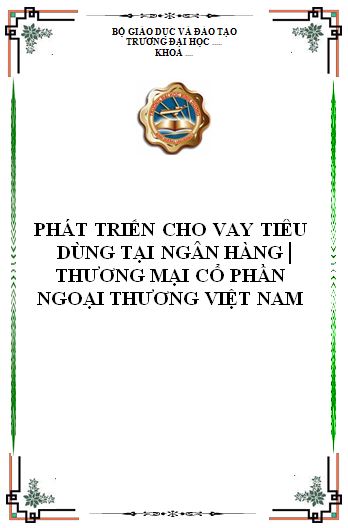 BỘ GIÁO DỤC VÀ ĐÀO TẠO
TRƯỜNG ĐẠI HỌC .....
KHOA ....
PHÁT TRIỂN CHO VAY TIÊU
DÙNG TẠI NGÂN HÀNG|
THƯƠNG MẠI CỔ PHẦN
NGOẠI THƯƠNG VIỆT NAM